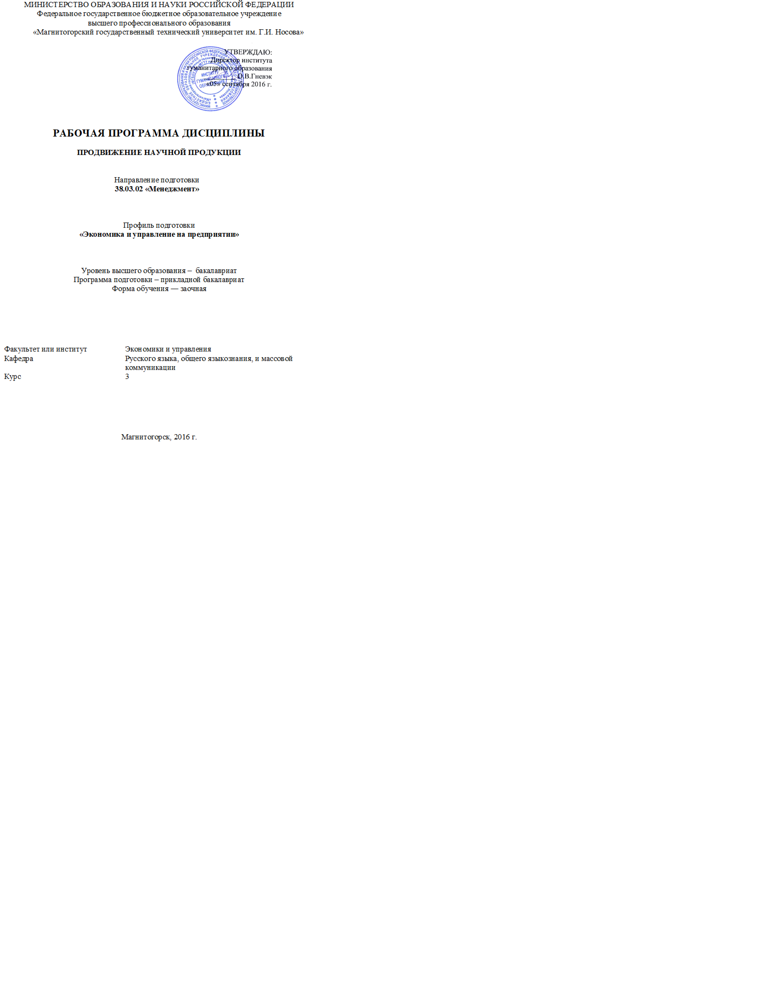 МИНИСТЕРСТВО ОБРАЗОВАНИЯ И НАУКИ РОССИЙСКОЙ ФЕДЕРАЦИИ
Федеральное государственное бюджетное образовательное учреждение
высшего профессионального образования
«Магнитогорский государственный технический университет им. Г.И. Носова»
УТВЕРЖДАЮ:
Директор института
гуманитарного образования
О.В.Гневэк
«05» сентября 2016 г.
ИНСТИТУТ
ГУМАНИТАРНОГО
ОБРАЗОВАНИЯ
РАБОЧАЯ ПРОГРАММА ДИСЦИПЛИНЫ
ПРОДВИЖЕНИЕ НАУЧНОЙ ПРОДУКЦИИ
Направление подготовки
38.03.02 «Менеджмент»
Профиль подготовки
«Экономика и управление на предприятии»
Уровень высшего образования – бакалавриат
Программа подготовки – прикладной бакалавриат
Форма обучения — заочная
Факультет или институт Экономики и управления
Кафедра Русского языка, общего языкознания, и массовой
коммуникации
Курс 3
Магнитогорск, 2016 г.